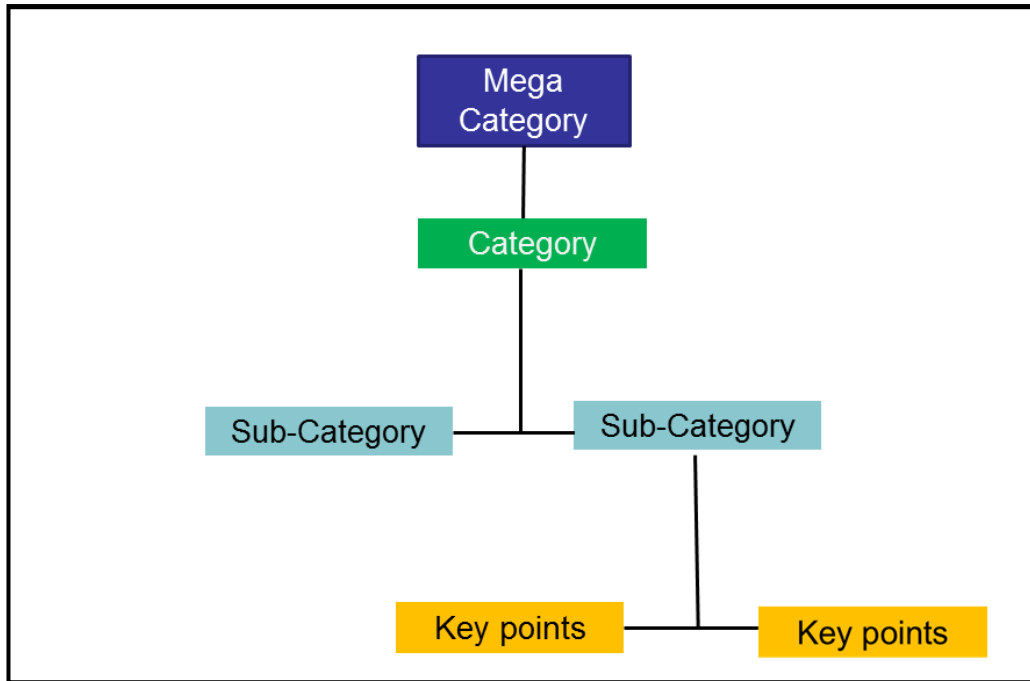 Mega
Category
Category
Sub-Category
Sub-Category
Key points
Key points